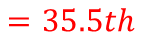 = 35.5th